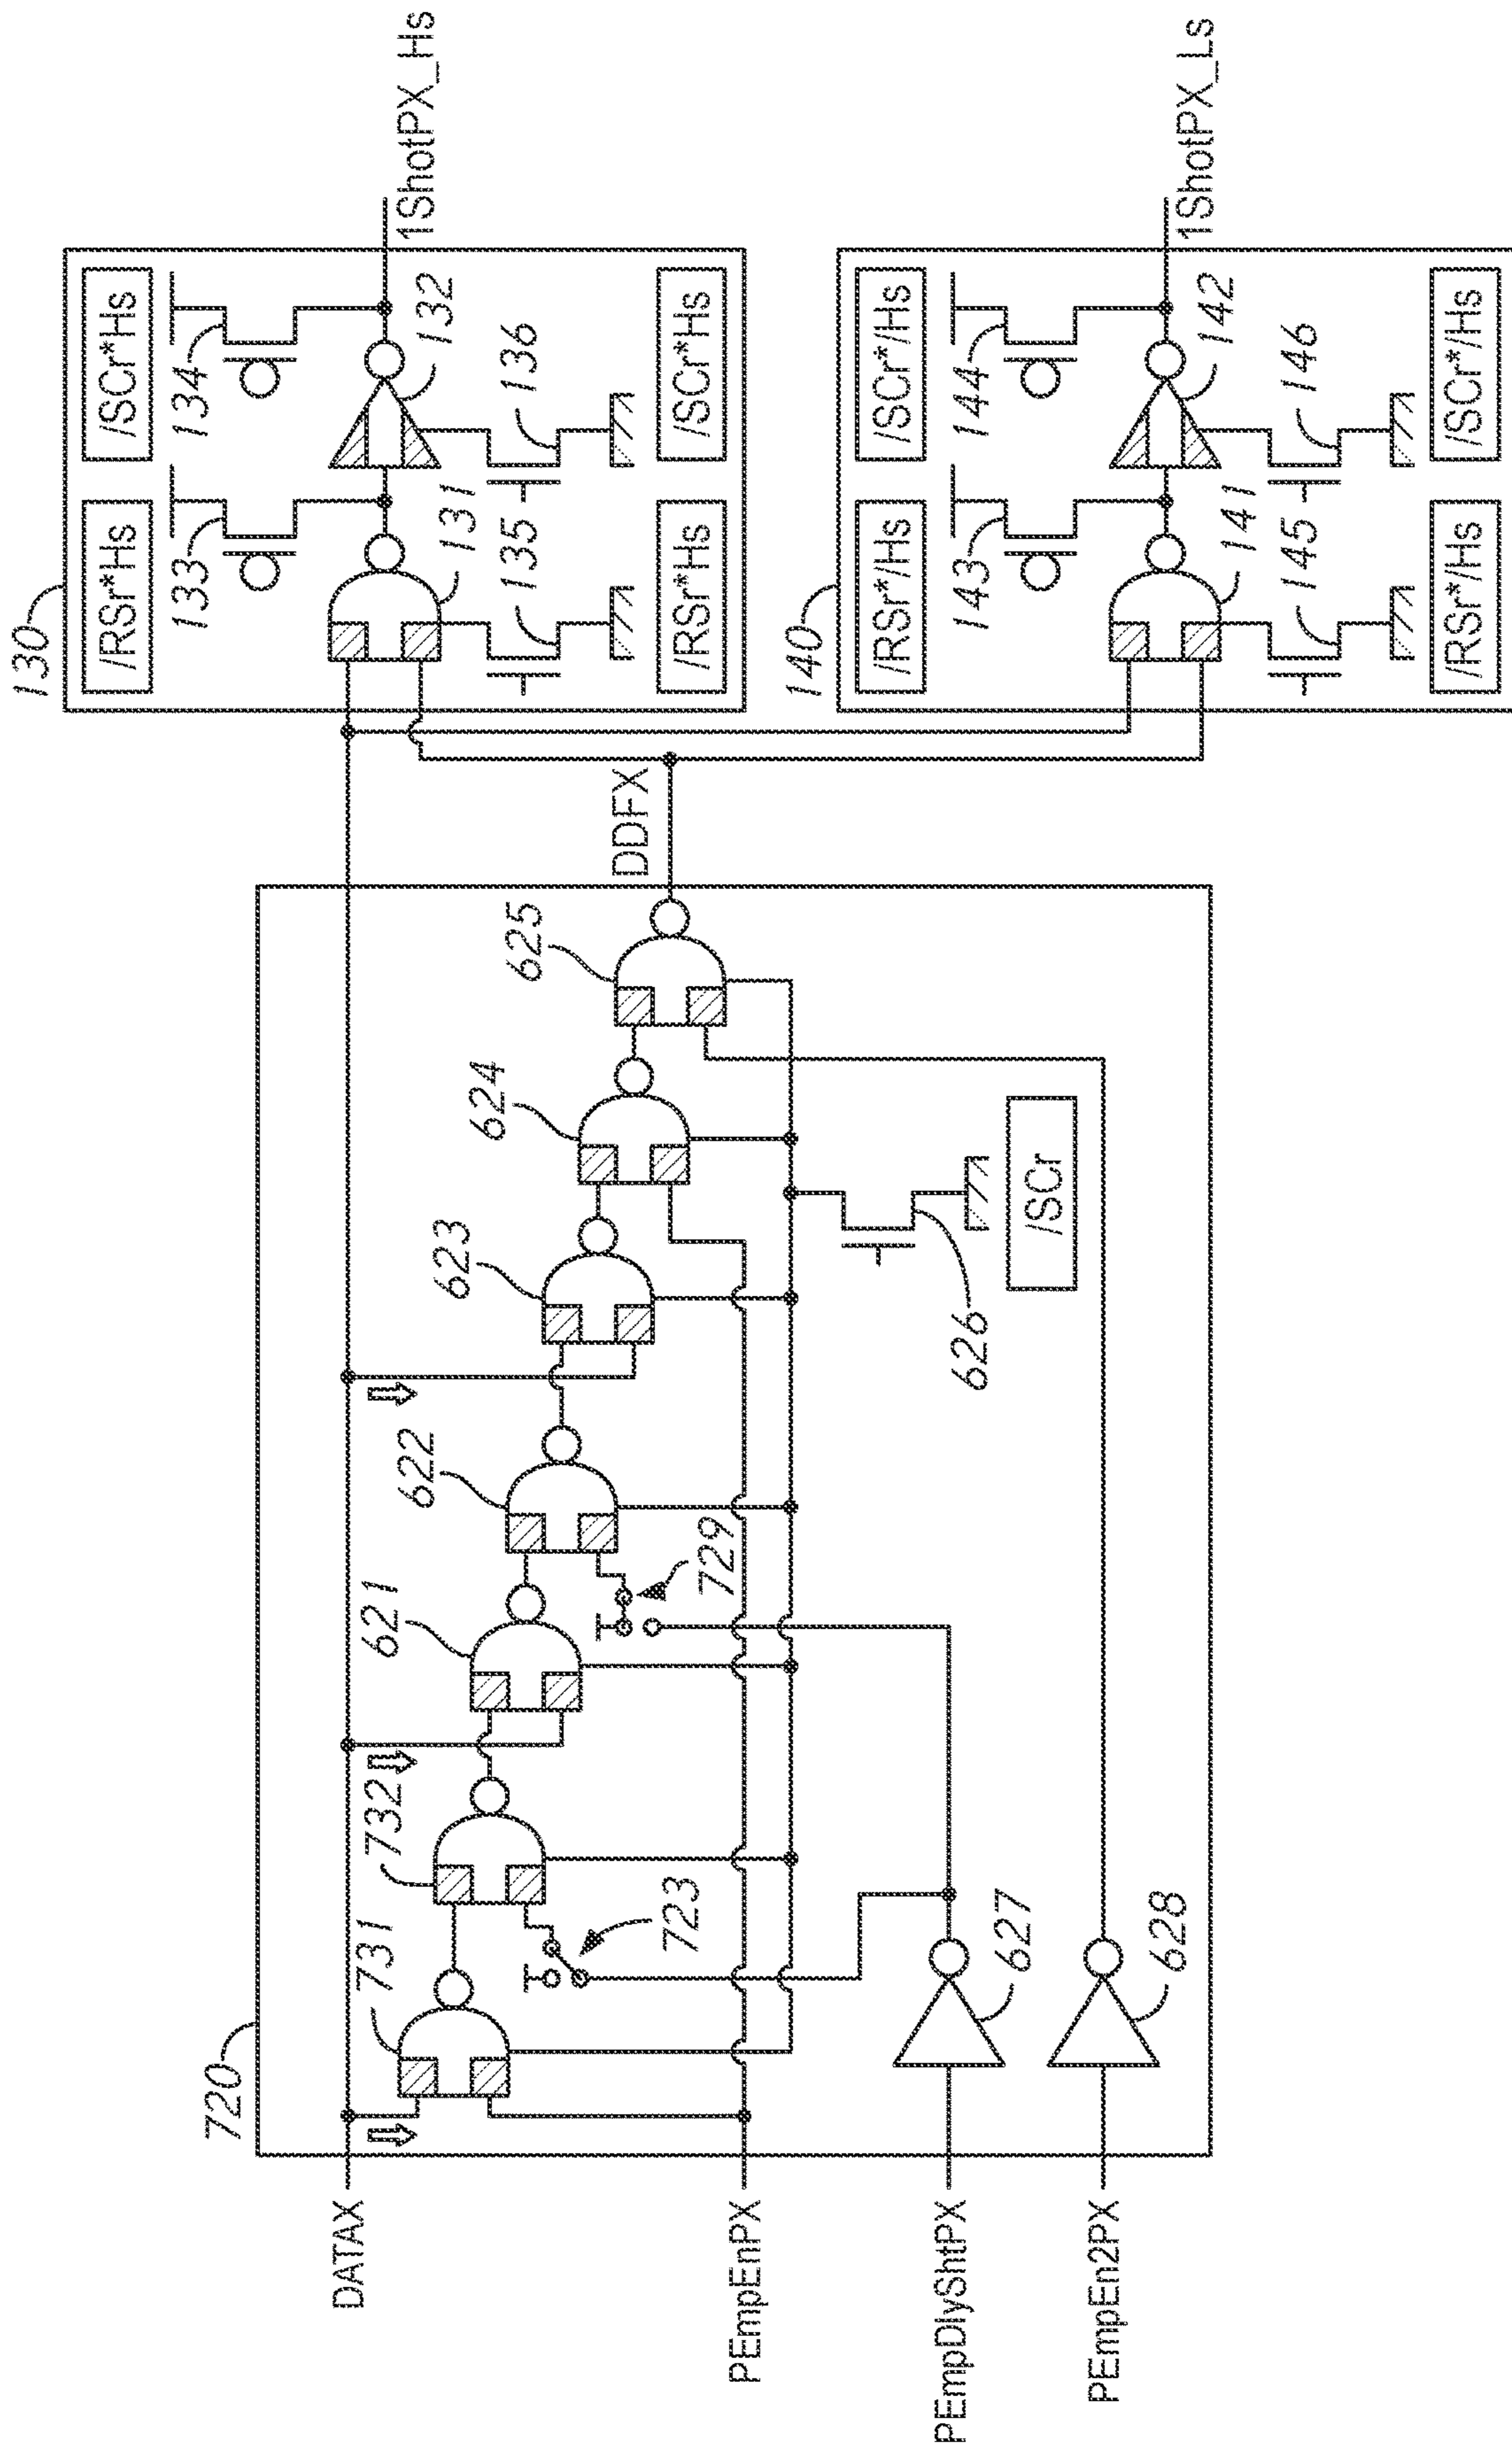 720
DATAX
PEmpEnPX
PEmpDlyShtPX
PEmpEn2PX
731
732
723
621
622
729
623
624
625
626
/SCr
627
628
DDFX
130
/RSr*Hs
/SCr*Hs
133
134
131
132
135
136
/RSr*Hs
/SCr*Hs
1ShotPX_Hs
140
/RSr*/Hs
/SCr*/Hs
143
144
141
142
145
146
/RSr*/Hs
/SCr*/Hs
1ShotPX_Ls